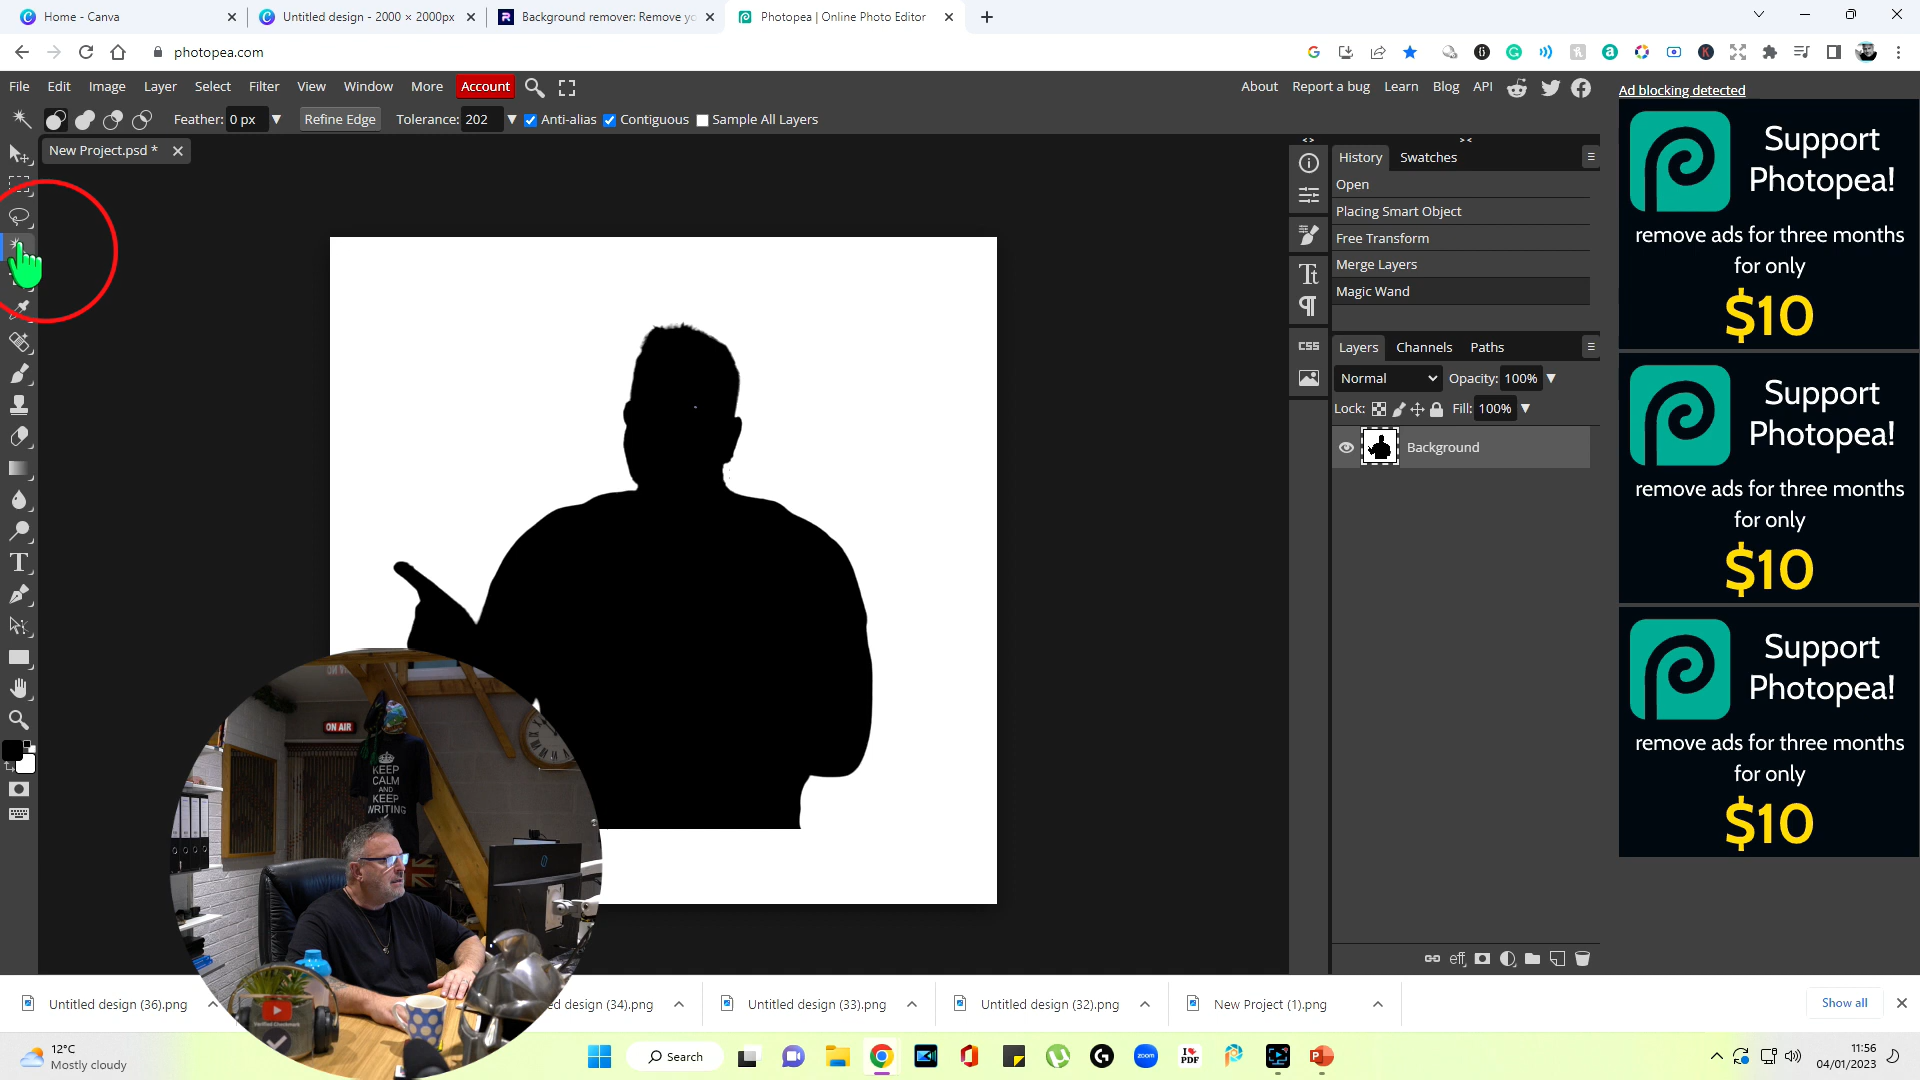 Home - Canva
Untitled design - 2000 × 2000px
Background remover: Remove yo
Photopea | Online Photo Editor
photopea.com
File Edit Image Layer Select Filter View Window More Account
About Report a bug Learn Blog API
Ad blocking detected
Feather: 0 px Refine Edge Tolerance: 202 Anti-alias Contiguous Sample All Layers
New Project.psd *
History Swatches
Open
Placing Smart Object
Free Transform
Merge Layers
Magic Wand
CSS
Layers Channels Paths
Normal Opacity: 100%
Lock: Fill: 100%
Background
eff
Support
Photopea!
remove ads for three months
for only
$10
Support
Photopea!
remove ads for three months
for only
$10
Support
Photopea!
remove ads for three months
for only
$10
ON AIR
KEEP
CALM
AND
KEEP
WRITING
Untitled design (36).png
d design (34).png
Untitled design (33).png
Untitled design (32).png
New Project (1).png
Show all
12°C
Mostly cloudy
Search
zoom
I
PDF
11:56
04/01/2023